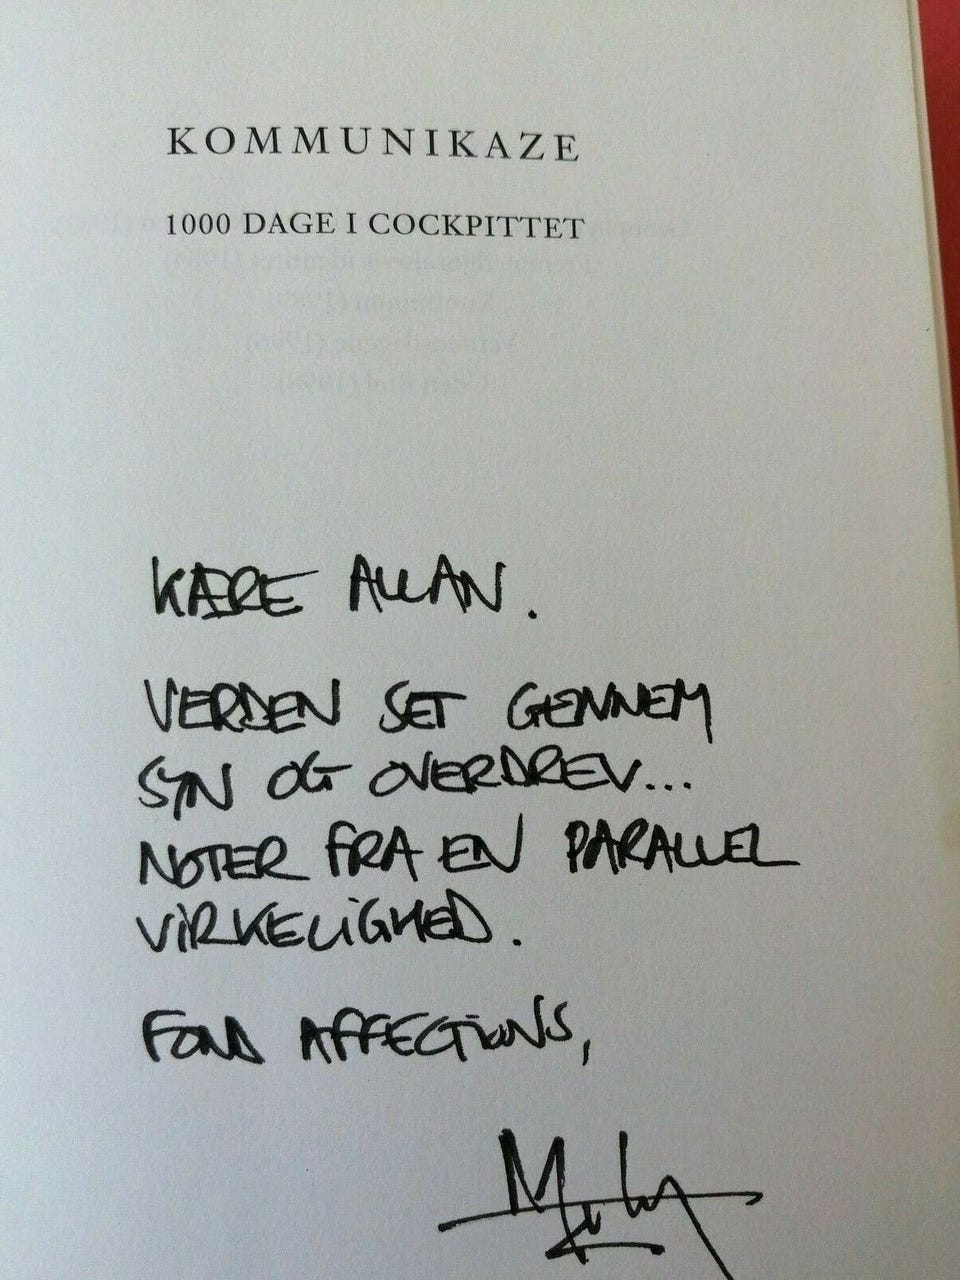 KOMMUNIKAZE
1000 DAGE I COCKPITTET
KÆRE ALLAN.
VERDEN SET GENNEM
SYN OG OVERDREV...
NOTER FRA EN PARALLEL
VIRKELIGHED.
FOND AFFECTIONS,